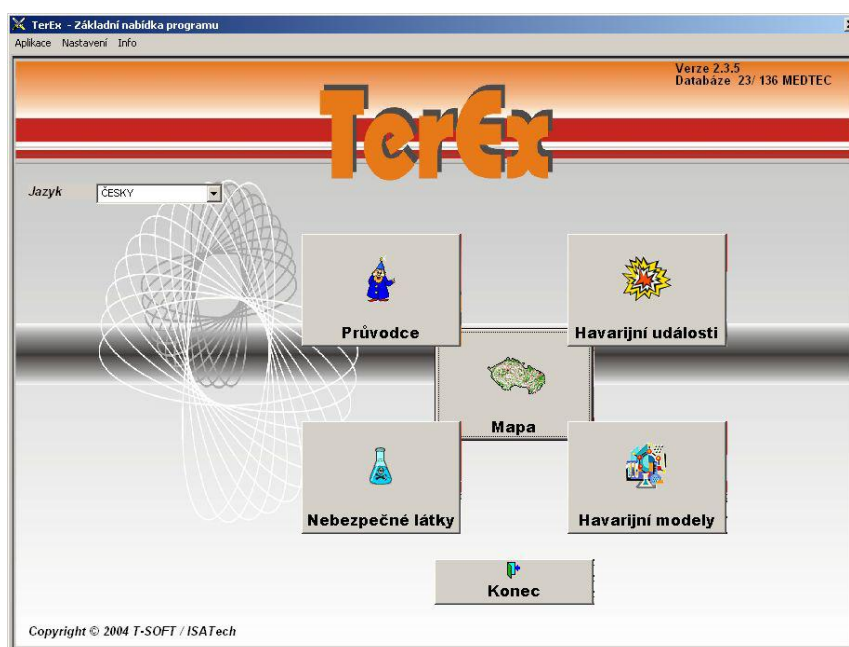 TerEx - Základní nabídka programu
Aplikace Nastavení Info
Verze 2.3.5
Databáze 23/ 136 MEDTEC
TerEx
Jazyk ČESKY
Průvodce
Havarijní události
Mapa
Nebezpečné látky
Havarijní modely
Konec
Copyright © 2004 T-SOFT / ISATech